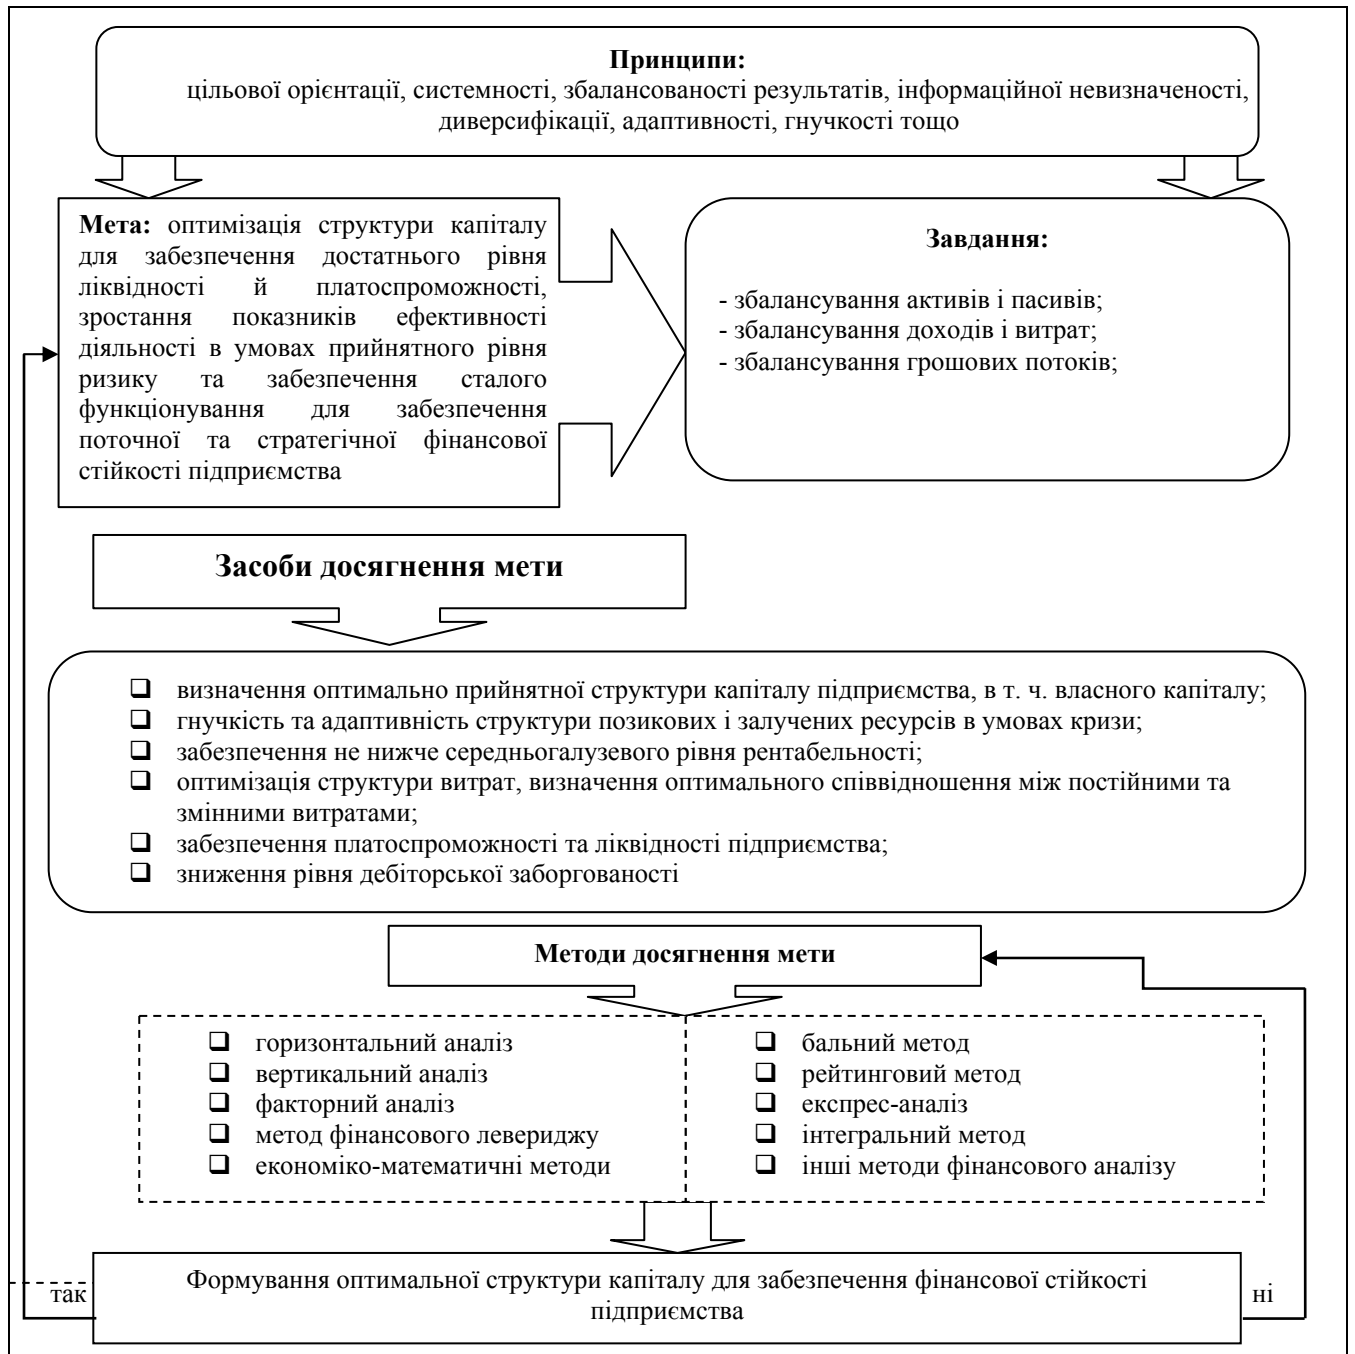 Принципи:
цільової орієнтації, системності, збалансованості результатів, інформаційної невизначеності,
диверсифікації, адаптивності, гнучкості тощо
Мета: оптимізація структури капіталу
для забезпечення достатнього рівня
ліквідності й платоспроможності,
зростання показників ефективності
діяльності в умовах прийнятного рівня
ризику та забезпечення сталого
функціонування для забезпечення
поточної та стратегічної фінансової
стійкості підприємства
Завдання:
- збалансування активів і пасивів;
- збалансування доходів і витрат;
- збалансування грошових потоків;
Засоби досягнення мети
визначення оптимально прийнятної структури капіталу підприємства, в т. ч. власного капіталу;
гнучкість та адаптивність структури позикових і залучених ресурсів в умовах кризи;
забезпечення не нижче середньогалузевого рівня рентабельності;
оптимізація структури витрат, визначення оптимального співвідношення між постійними та
змінними витратами;
забезпечення платоспроможності та ліквідності підприємства;
зниження рівня дебіторської заборгованості
Методи досягнення мети
горизонтальний аналіз
вертикальний аналіз
факторний аналіз
метод фінансового левериджу
економіко-математичні методи
бальний метод
рейтинговий метод
експрес-аналіз
інтегральний метод
інші методи фінансового аналізу
Формування оптимальної структури капіталу для забезпечення фінансової стійкості
підприємства
так
ні